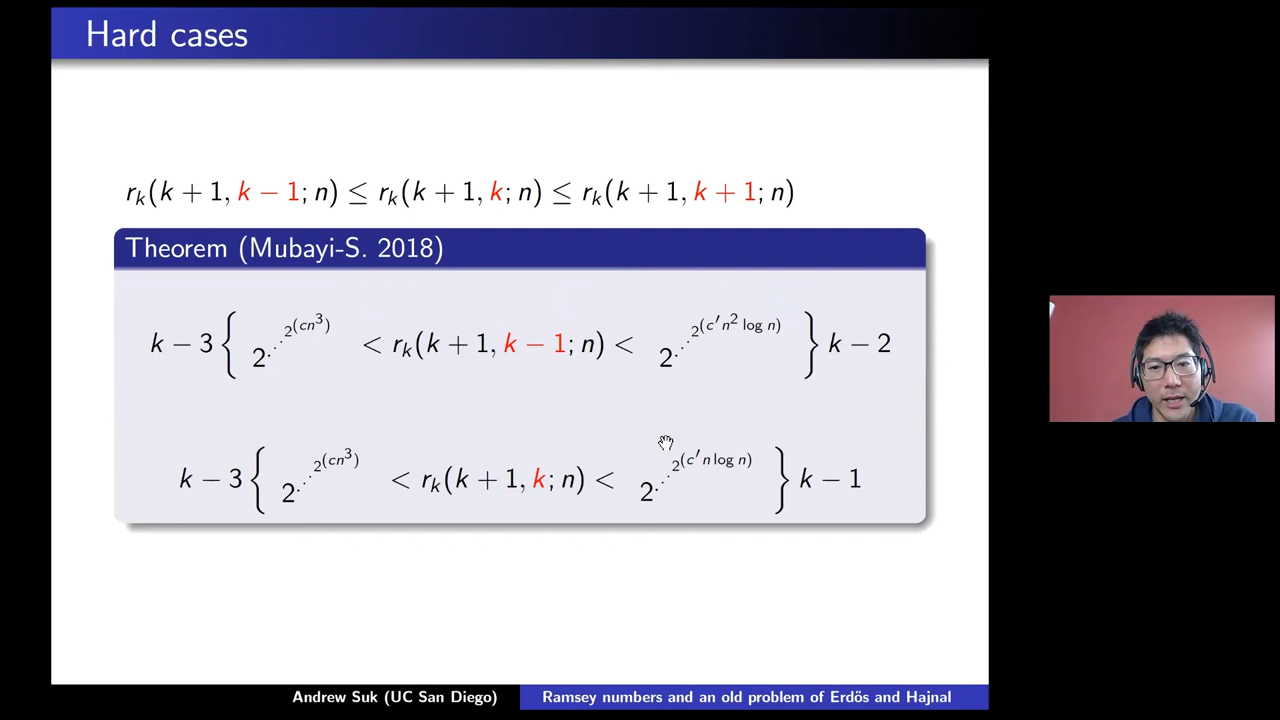 Hard cases
r_k(k + 1, k − 1; n) ≤ r_k(k + 1, k; n) ≤ r_k(k + 1, k + 1; n)
Theorem (Mubayi-S. 2018)
k − 3 { 2^{⋰^{2^{(cn^3)}}} < r_k(k + 1, k − 1; n) < 2^{⋰^{2^{(c′n^2 log n)}}} } k − 2
k − 3 { 2^{⋰^{2^{(cn^3)}}} < r_k(k + 1, k; n) < 2^{⋰^{2^{(c′n log n)}}} } k − 1
Andrew Suk (UC San Diego) Ramsey numbers and an old problem of Erdős and Hajnal